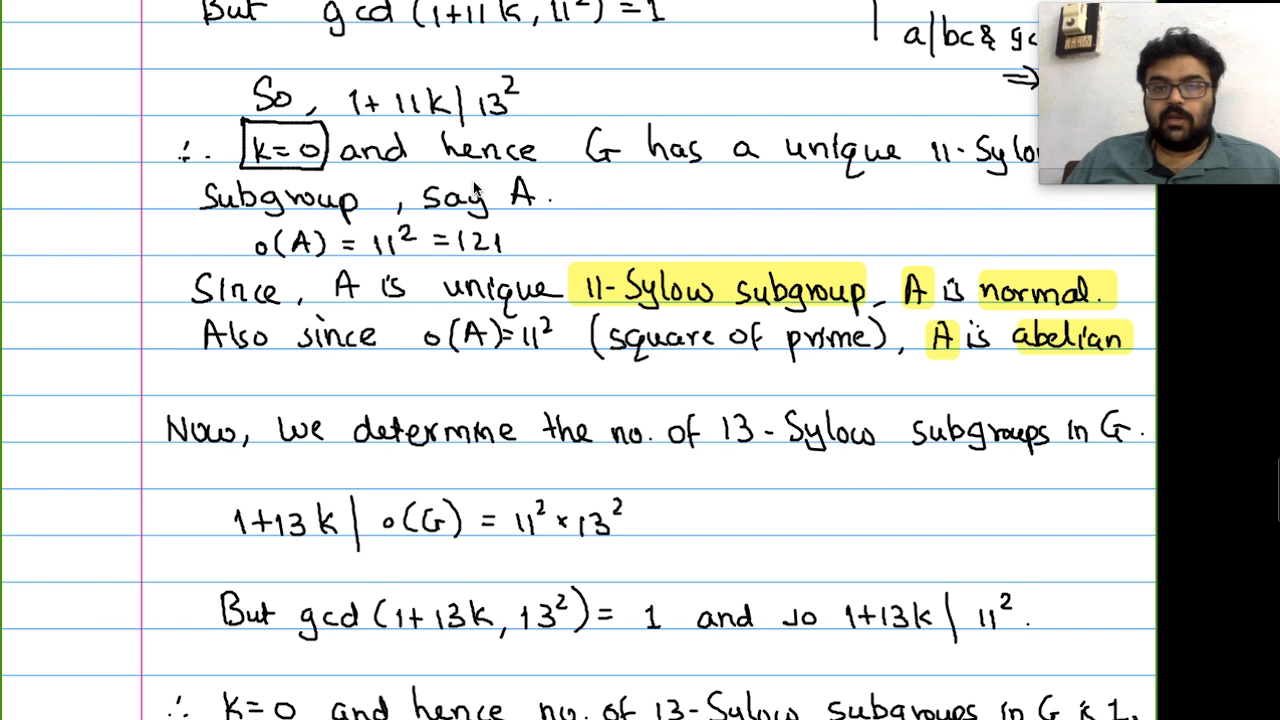 But gcd (1+11k, 11²) = 1
a/bc & gc
⇒
So, 1+11k | 13²
∴ k=0 and hence G has a unique 11-Sylo
Subgroup, say A.
o(A) = 11² = 121
Since, A is unique 11-Sylow subgroup, A is normal.
Also since o(A)=11² (square of prime), A is abelian
Now, we determine the no. of 13-Sylow subgroups in G.
1+13k | o(G) = 11² × 13²
But gcd (1+13k, 13²) = 1 and so 1+13k | 11².
∴ k=0 and hence no. of 13-Sylow subgroups in G is 1.